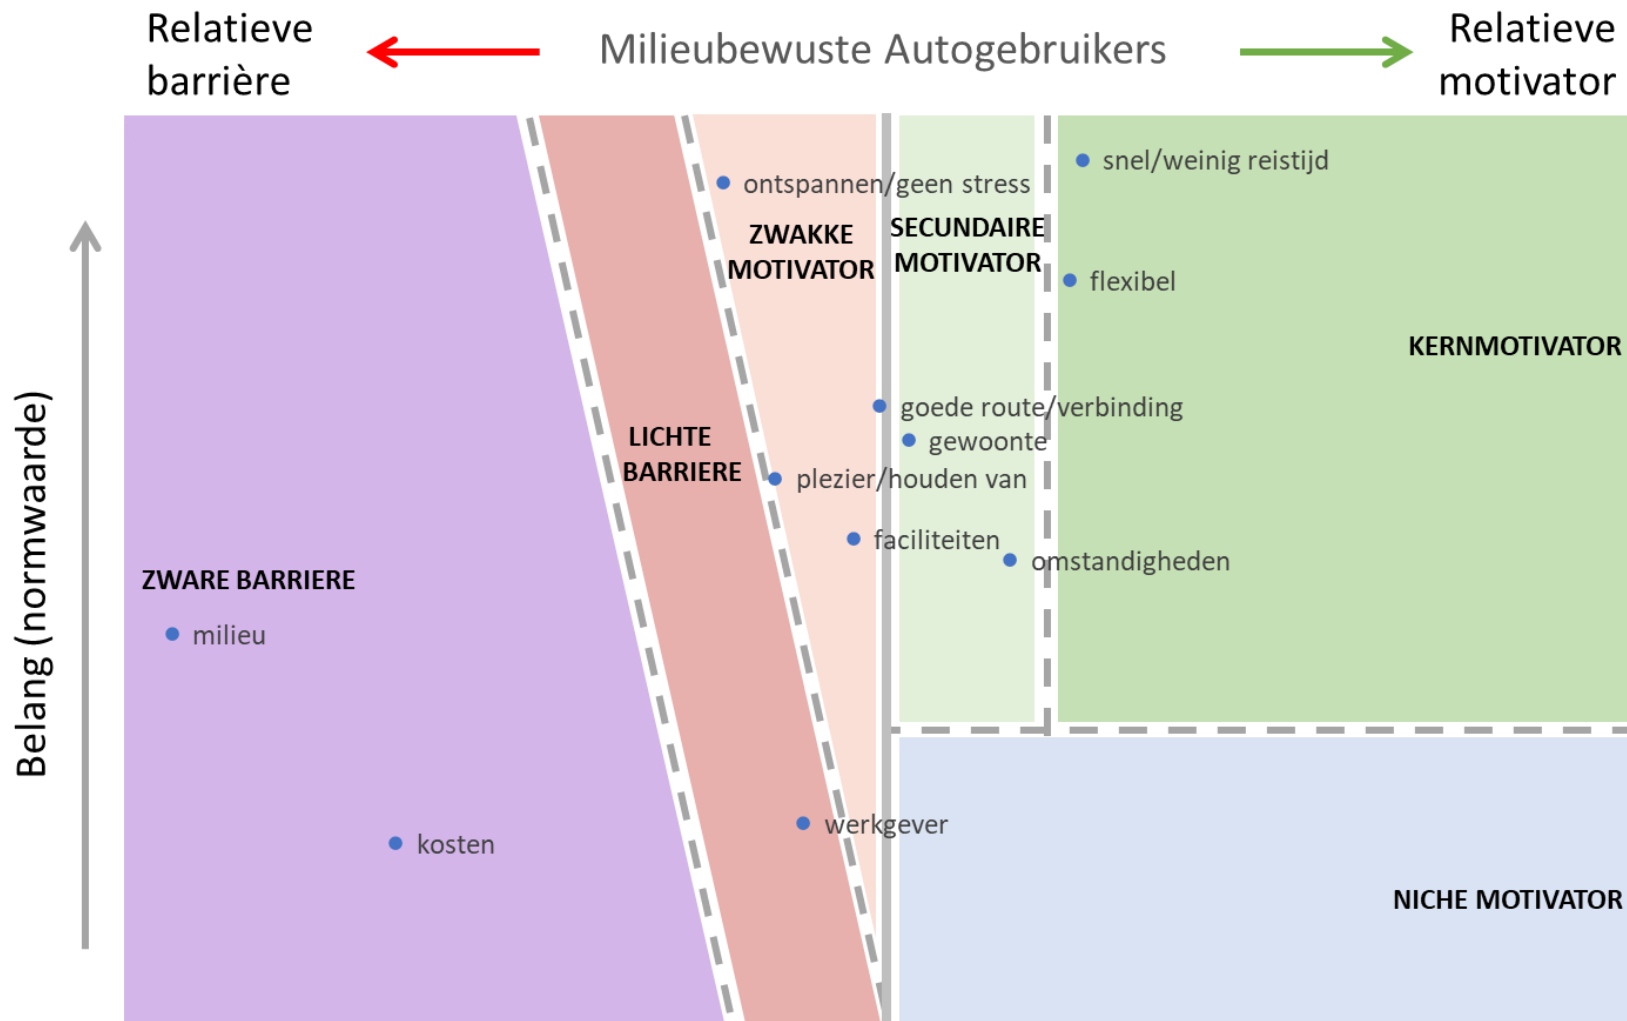 Relatieve
barrière
Milieubewuste Autogebruikers
Relatieve
motivator
snel/weinig reistijd
ontspannen/geen stress
ZWAKKE
MOTIVATOR
SECUNDAIRE
MOTIVATOR
flexibel
KERNMOTIVATOR
goede route/verbinding
gewoonte
LICHTE
BARRIERE
plezier/houden van
faciliteiten
omstandigheden
ZWARE BARRIERE
milieu
Belang (normwaarde)
werkgever
kosten
NICHE MOTIVATOR